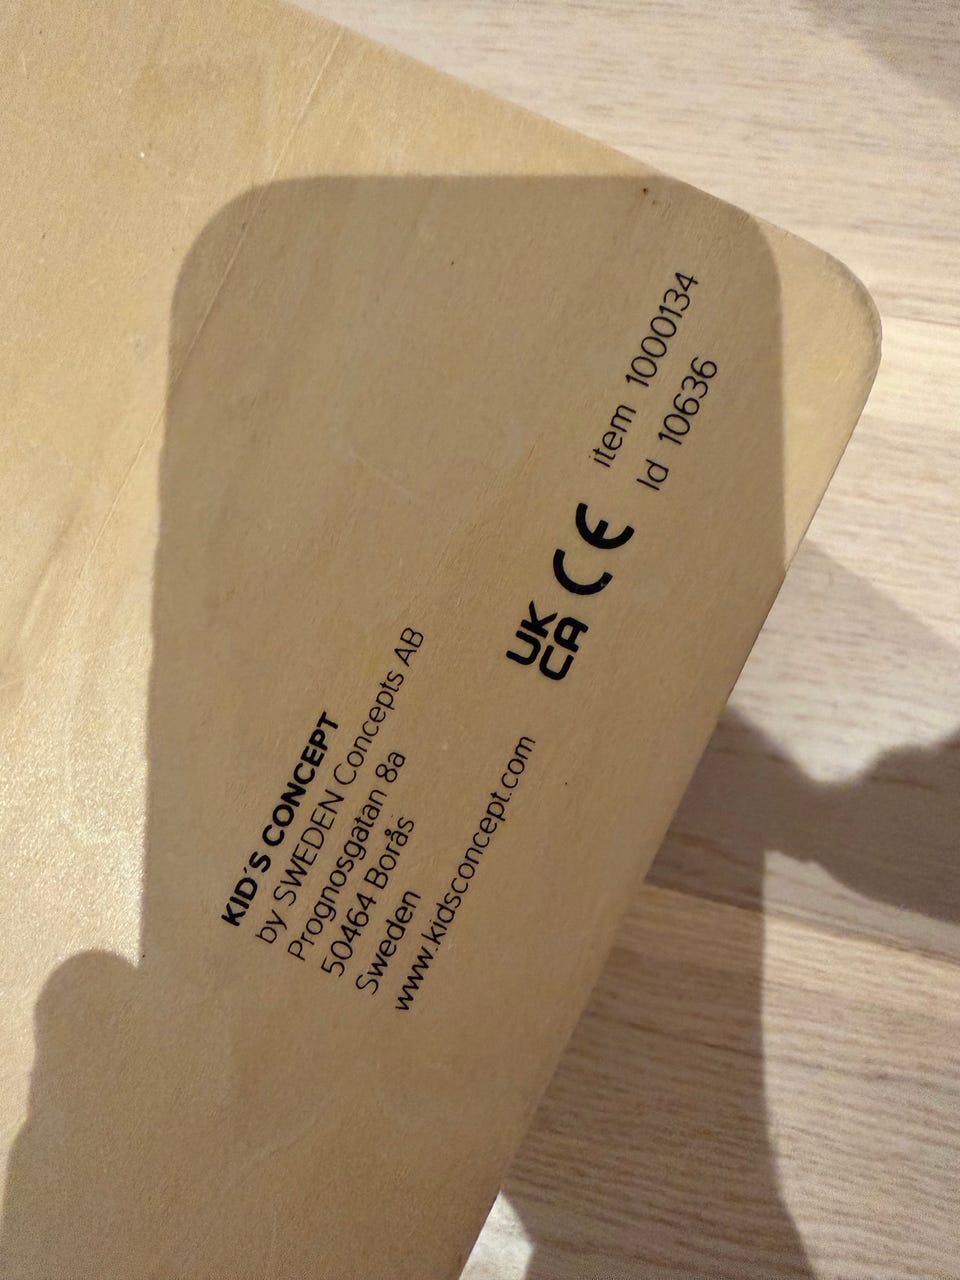 KID'S CONCEPT
by SWEDEN Concepts AB
Prognosgatan 8a
50464 Borås
Sweden
www.kidsconcept.com
UK
CA
CE
item 1000134
Id 10636